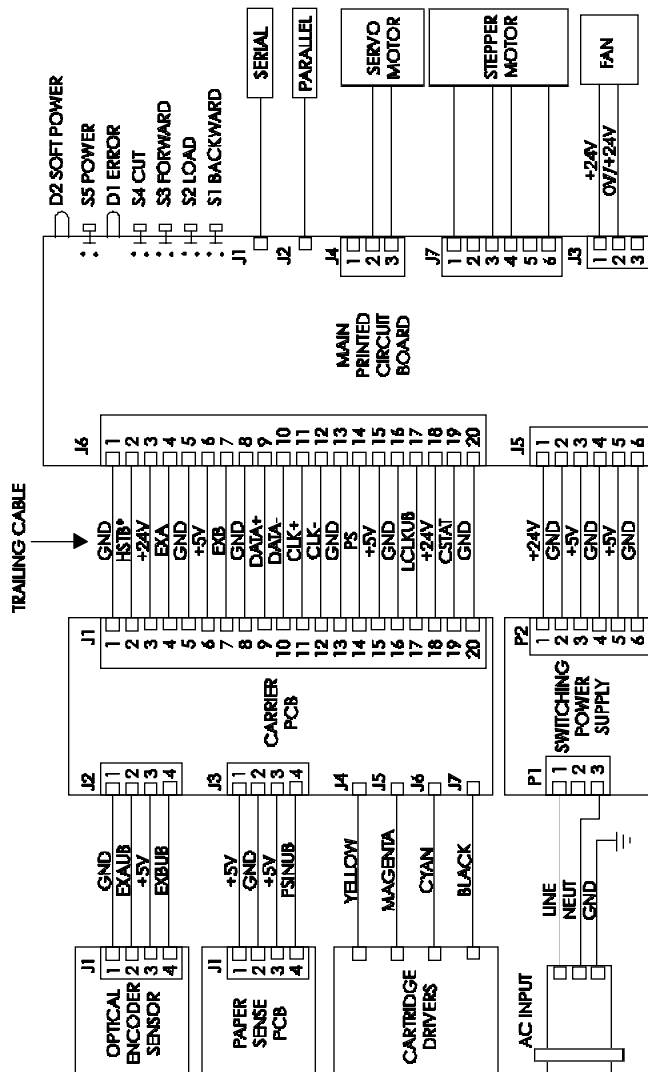 TRAILING CABLE
D2 SOFT POWER
S5 POWER
D1 ERROR
S4 CUT
S3 FORWARD
S2 LOAD
S1 BACKWARD
SERIAL
PARALLEL
SERVO
MOTOR
STEPPER
MOTOR
FAN
+24V
0V/+24V
J1
J2
J4
1
2
3
J7
1
2
3
4
5
6
J3
1
2
3
MAIN
PRINTED
CIRCUIT
BOARD
J6
1
2
3
4
5
6
7
8
9
10
11
12
13
14
15
16
17
18
19
20
J5
1
2
3
4
5
6
GND
HSTB*
+24V
EXA
GND
+5V
EXB
GND
DATA+
DATA-
CLK+
CLK-
GND
PS
+5V
GND
LCLKUB
+24V
CSTAT
GND
+24V
GND
+5V
GND
+5V
GND
J1
1
2
3
4
5
6
7
8
9
10
11
12
13
14
15
16
17
18
19
20
CARRIER
PCB
P2
1
2
3
4
5
6
SWITCHING
POWER
SUPPLY
P1
1
2
3
J2
1
2
3
4
J3
1
2
3
4
J4
J5
J6
J7
GND
EXAUB
+5V
EXBUB
+5V
GND
+5V
PSINUB
YELLOW
MAGENTA
CYAN
BLACK
LINE
NEUT
GND
J1
1
2
3
4
OPTICAL
ENCODER
SENSOR
J1
1
2
3
4
PAPER
SENSE
PCB
CARTRIDGE
DRIVERS
AC INPUT